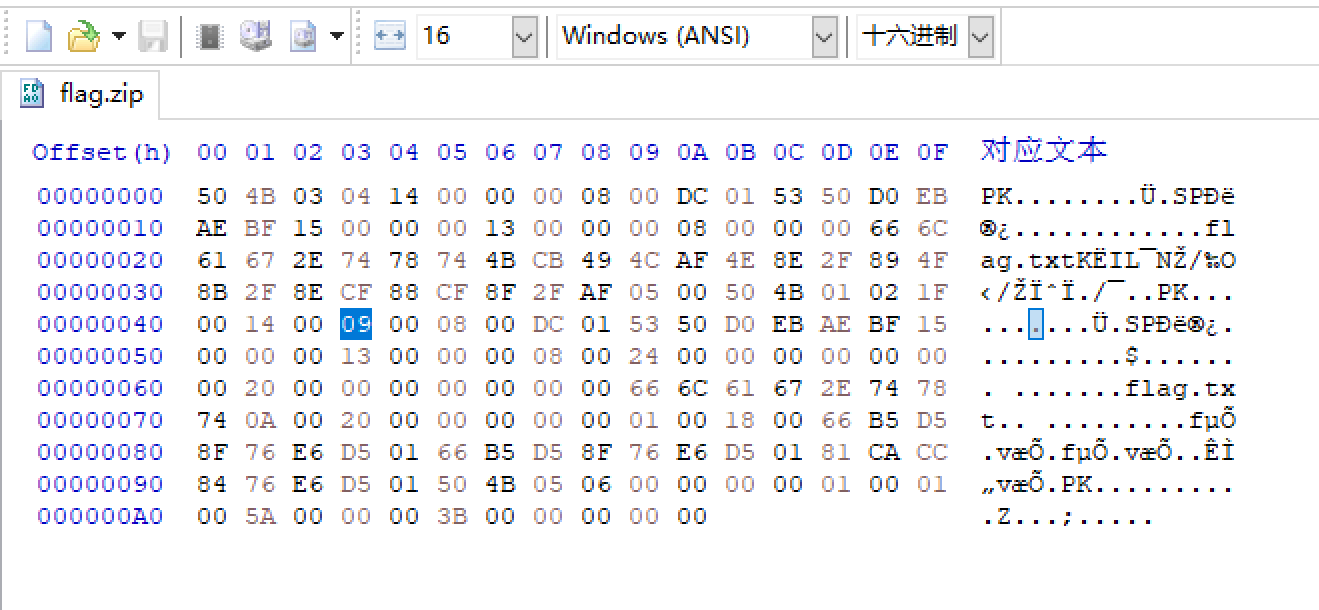 16 Windows (ANSI) 十六进制
flag.zip
Offset(h) 00 01 02 03 04 05 06 07 08 09 0A 0B 0C 0D 0E 0F 对应文本
00000000 50 4B 03 04 14 00 00 00 08 00 DC 01 53 50 D0 EB PK........Ü.SPÐë
00000010 AE BF 15 00 00 00 13 00 00 00 08 00 00 00 66 6C ®¿............fl
00000020 61 67 2E 74 78 74 4B CB 49 4C AF 4E 8E 2F 89 4F ag.txtKËIL¯NŽ/‰O
00000030 8B 2F 8E CF 88 CF 8F 2F AF 05 00 50 4B 01 02 1F ‹/ŽÏˆÏ./¯..PK...
00000040 00 14 00 09 00 08 00 DC 01 53 50 D0 EB AE BF 15 .......Ü.SPÐë®¿.
00000050 00 00 00 13 00 00 00 08 00 24 00 00 00 00 00 00 .........$......
00000060 00 20 00 00 00 00 00 00 00 66 6C 61 67 2E 74 78 . .......flag.tx
00000070 74 0A 00 20 00 00 00 00 00 01 00 18 00 66 B5 D5 t.. .........fµÕ
00000080 8F 76 E6 D5 01 66 B5 D5 8F 76 E6 D5 01 81 CA CC .væÕ.fµÕ.væÕ..ÊÌ
00000090 84 76 E6 D5 01 50 4B 05 06 00 00 00 00 01 00 01 „væÕ.PK.........
000000A0 00 5A 00 00 00 3B 00 00 00 00 00 .Z...;.....